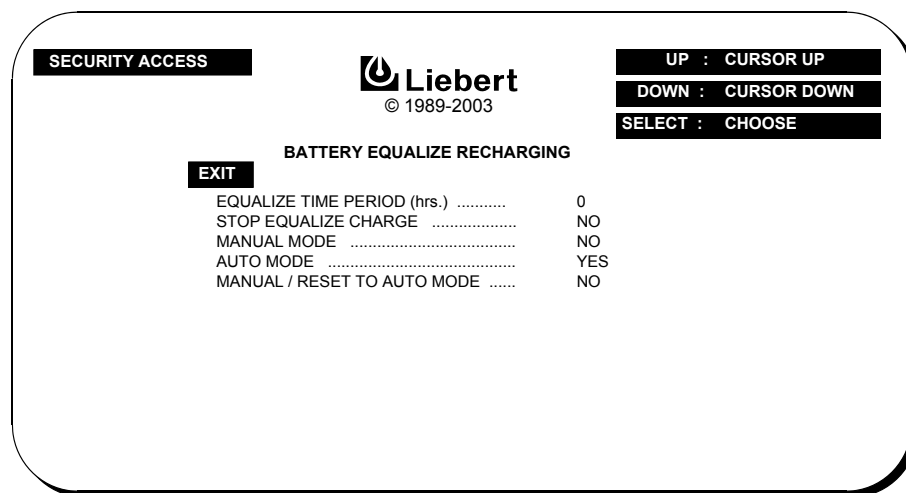 SECURITY ACCESS
Liebert
© 1989-2003
UP : CURSOR UP
DOWN : CURSOR DOWN
SELECT : CHOOSE
BATTERY EQUALIZE RECHARGING
EXIT
EQUALIZE TIME PERIOD (hrs.) ........... 0
STOP EQUALIZE CHARGE ................... NO
MANUAL MODE ..................................... NO
AUTO MODE .......................................... YES
MANUAL / RESET TO AUTO MODE ...... NO